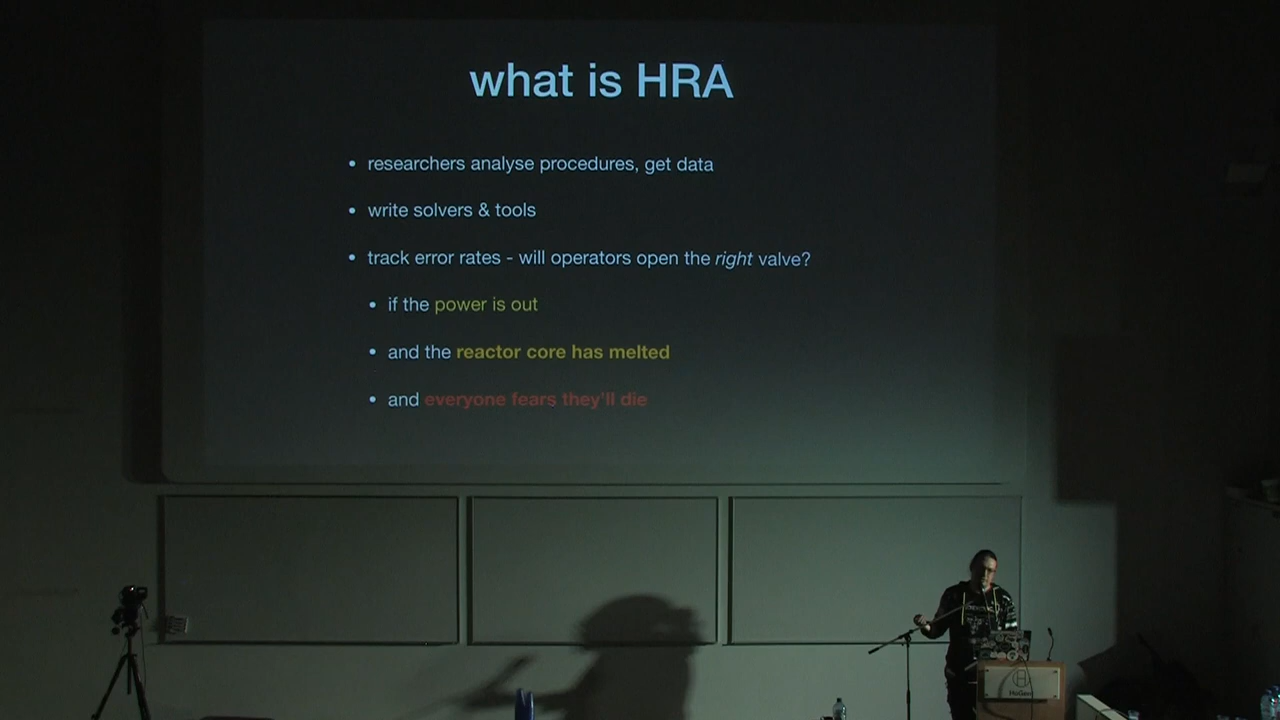 what is HRA
• researchers analyse procedures, get data
• write solvers & tools
• track error rates - will operators open the right valve?
• if the power is out
• and the reactor core has melted
• and everyone fears they'll die
HoGent